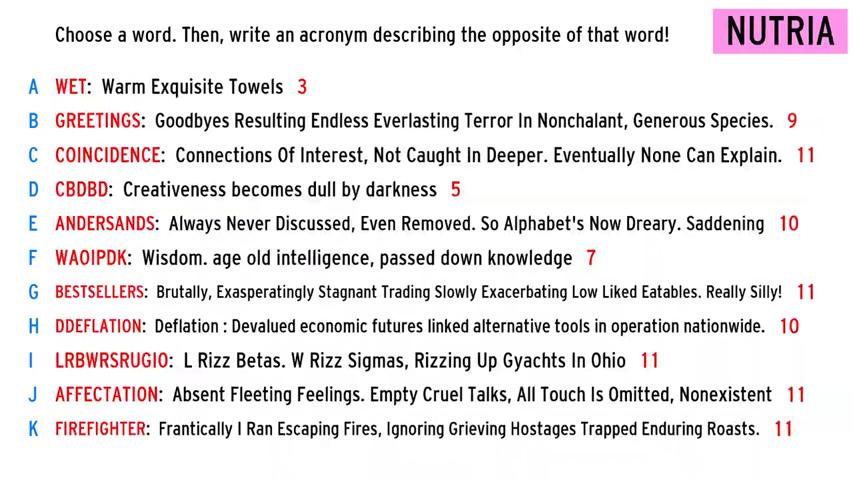 Choose a word. Then, write an acronym describing the opposite of that word!
NUTRIA
A WET: Warm Exquisite Towels 3
B GREETINGS: Goodbyes Resulting Endless Everlasting Terror In Nonchalant, Generous Species. 9
C COINCIDENCE: Connections Of Interest, Not Caught In Deeper. Eventually None Can Explain. 11
D CBDBD: Creativeness becomes dull by darkness 5
E ANDERSANDS: Always Never Discussed, Even Removed. So Alphabet's Now Dreary. Saddening 10
F WAOIPDK: Wisdom. age old intelligence, passed down knowledge 7
G BESTSELLERS: Brutally, Exasperatingly Stagnant Trading Slowly Exacerbating Low Liked Eatables. Really Silly! 11
H DDEFLATION: Deflation : Devalued economic futures linked alternative tools in operation nationwide. 10
I LRBWRSRUGIO: L Rizz Betas. W Rizz Sigmas, Rizzing Up Gyachts In Ohio 11
J AFFECTATION: Absent Fleeting Feelings. Empty Cruel Talks, All Touch Is Omitted, Nonexistent 11
K FIREFIGHTER: Frantically I Ran Escaping Fires, Ignoring Grieving Hostages Trapped Enduring Roasts. 11